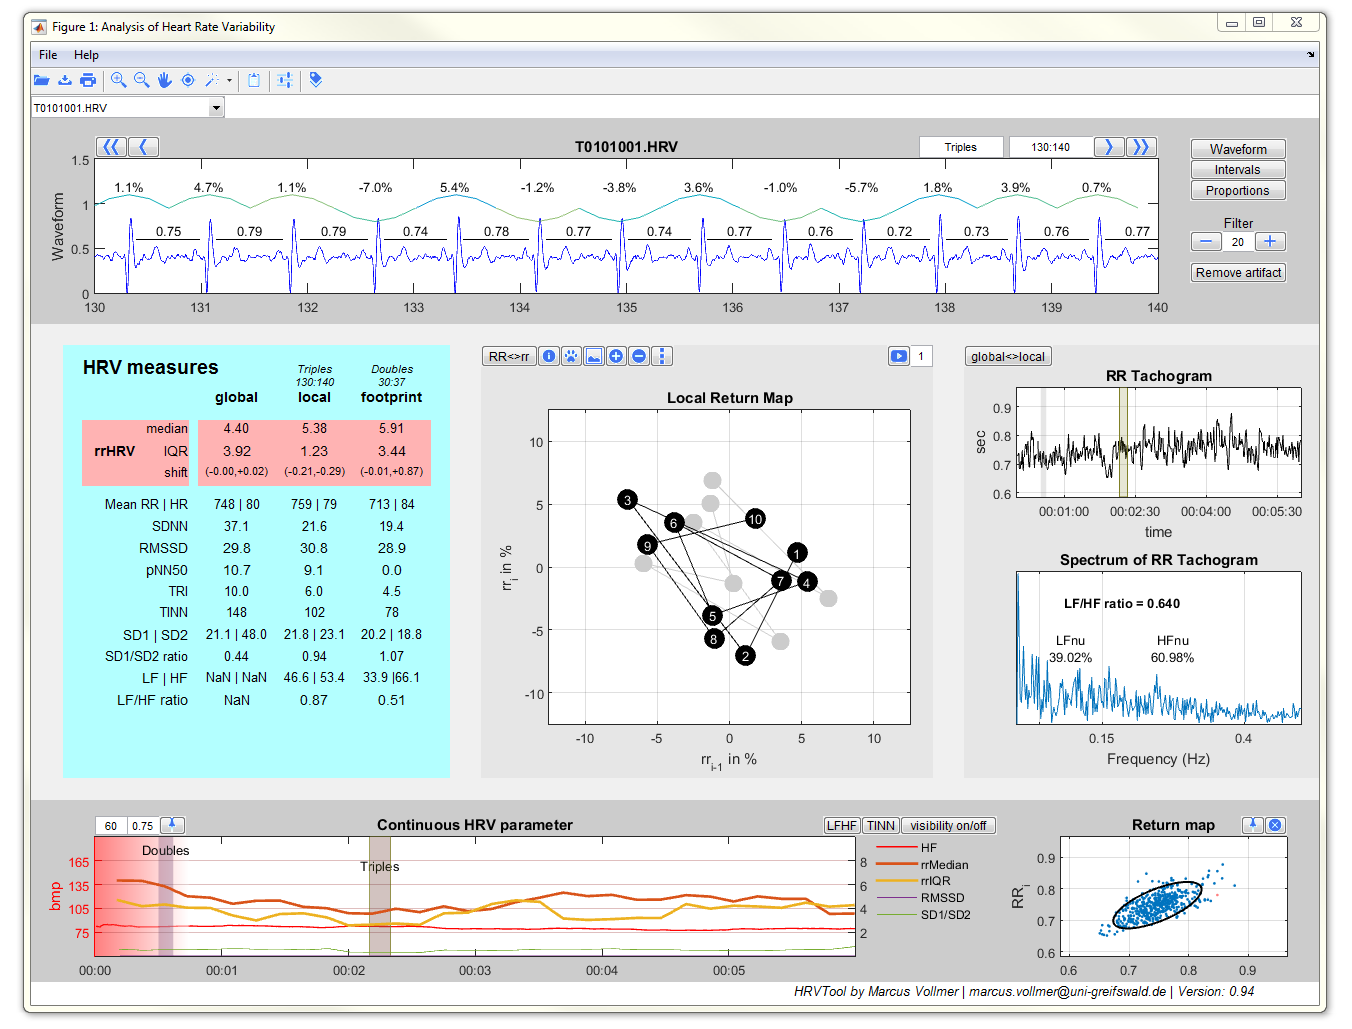 Figure 1: Analysis of Heart Rate Variability
File Help
T0101001.HRV
T0101001.HRV
Triples 130:140
Waveform
Intervals
Proportions
Filter
20
Remove artifact
Waveform
1.5
1
0.5
0
1.1% 4.7% 1.1% -7.0% 5.4% -1.2% -3.8% 3.6% -1.0% -5.7% 1.8% 3.9% 0.7%
0.75 0.79 0.79 0.74 0.78 0.77 0.74 0.77 0.76 0.72 0.73 0.76 0.77
130 131 132 133 134 135 136 137 138 139 140
HRV measures
Triples Doubles
130:140 30:37
global local footprint
median 4.40 5.38 5.91
rrHRV IQR 3.92 1.23 3.44
shift (-0.00,+0.02) (-0.21,-0.29) (-0.01,+0.87)
Mean RR | HR 748 | 80 759 | 79 713 | 84
SDNN 37.1 21.6 19.4
RMSSD 29.8 30.8 28.9
pNN50 10.7 9.1 0.0
TRI 10.0 6.0 4.5
TINN 148 102 78
SD1 | SD2 21.1 | 48.0 21.8 | 23.1 20.2 | 18.8
SD1/SD2 ratio 0.44 0.94 1.07
LF | HF NaN | NaN 46.6 | 53.4 33.9 |66.1
LF/HF ratio NaN 0.87 0.51
RR<>rr
1
Local Return Map
10
5
0
-5
-10
rri in %
3
10
6
9
1
7
4
5
8
2
-10 -5 0 5 10
rri-1 in %
global<>local
RR Tachogram
0.9
0.8
0.7
0.6
sec
00:01:00 00:02:30 00:04:00 00:05:30
time
Spectrum of RR Tachogram
LF/HF ratio = 0.640
LFnu HFnu
39.02% 60.98%
0.15 0.4
Frequency (Hz)
60 0.75
Continuous HRV parameter
LFHF TINN visibility on/off
Doubles
Triples
bmp
165
135
105
75
8
6
4
2
00:00 00:01 00:02 00:03 00:04 00:05
HF
rrMedian
rrIQR
RMSSD
SD1/SD2
Return map
0.9
0.8
0.7
0.6
RRi
0.6 0.7 0.8 0.9
HRVTool by Marcus Vollmer | marcus.vollmer@uni-greifswald.de | Version: 0.94